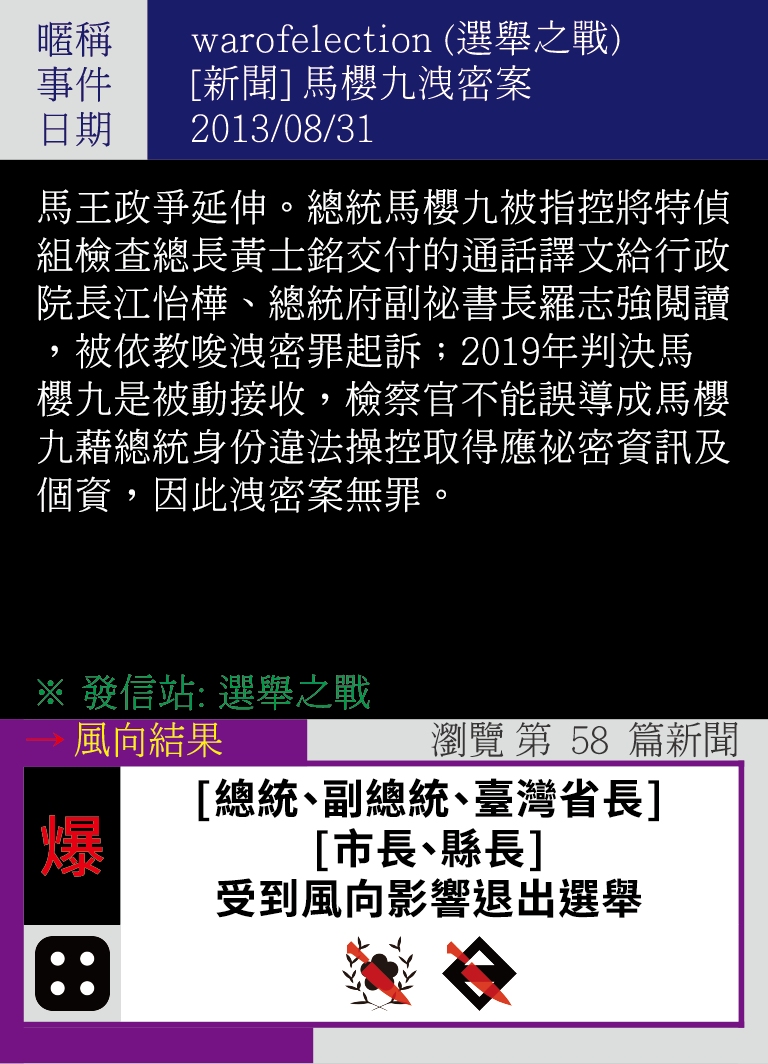 暱稱 warofelection (選舉之戰)
事件 [新聞] 馬櫻九洩密案
日期 2013/08/31
馬王政爭延伸。總統馬櫻九被指控將特偵
組檢查總長黃士銘交付的通話譯文給行政
院長江怡樺、總統府副祕書長羅志強閱讀
，被依教唆洩密罪起訴；2019年判決馬
櫻九是被動接收，檢察官不能誤導成馬櫻
九藉總統身份違法操控取得應祕密資訊及
個資，因此洩密案無罪。
※ 發信站: 選舉之戰
→ 風向結果 瀏覽 第 58 篇新聞
爆
[總統、副總統、臺灣省長]
[市長、縣長]
受到風向影響退出選舉